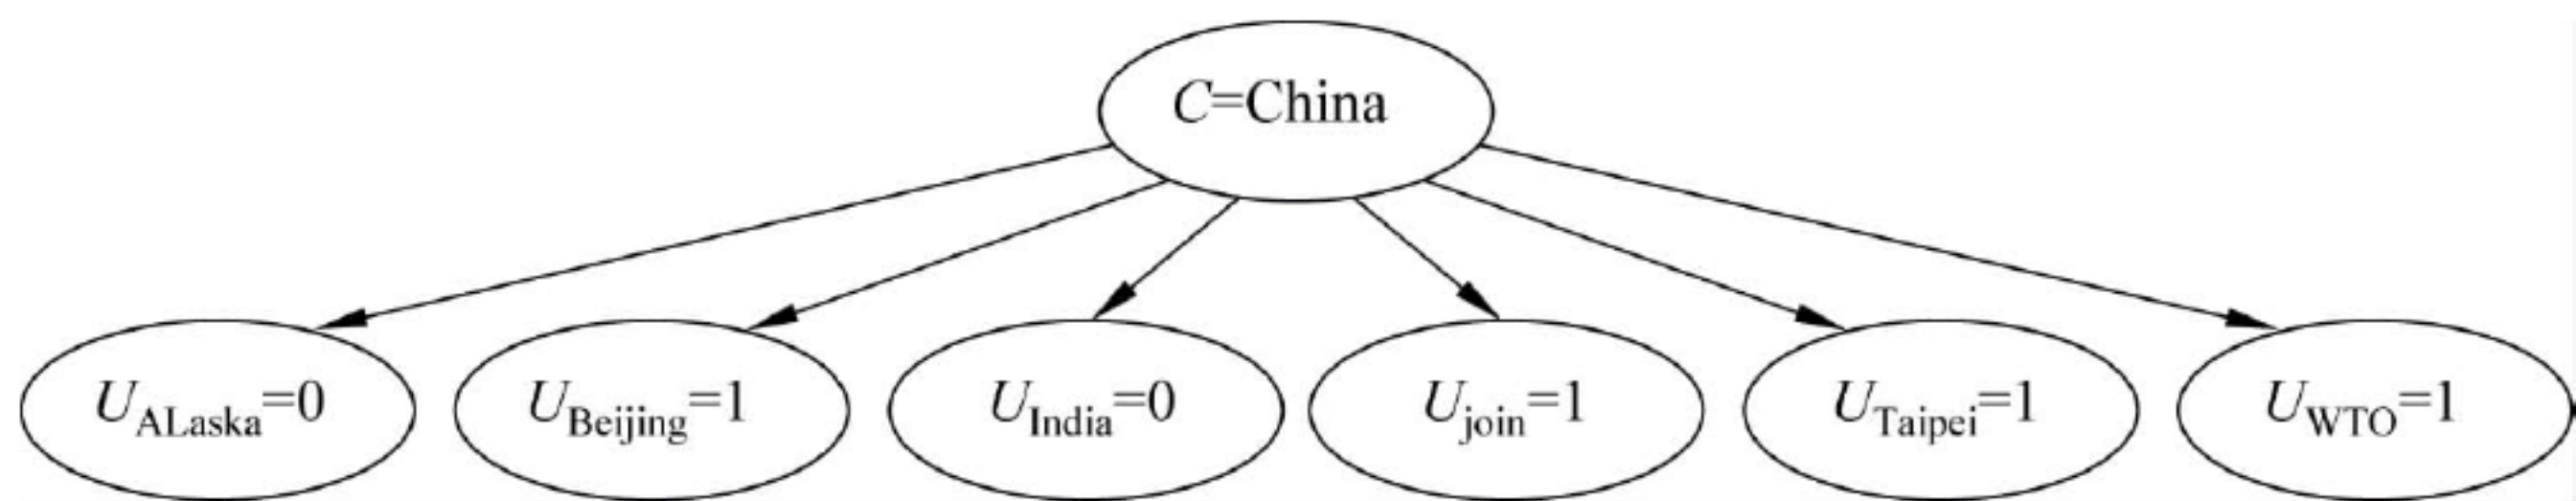 C=China
U_ALaska=0 U_Beijing=1 U_India=0 U_join=1 U_Taipei=1 U_WTO=1